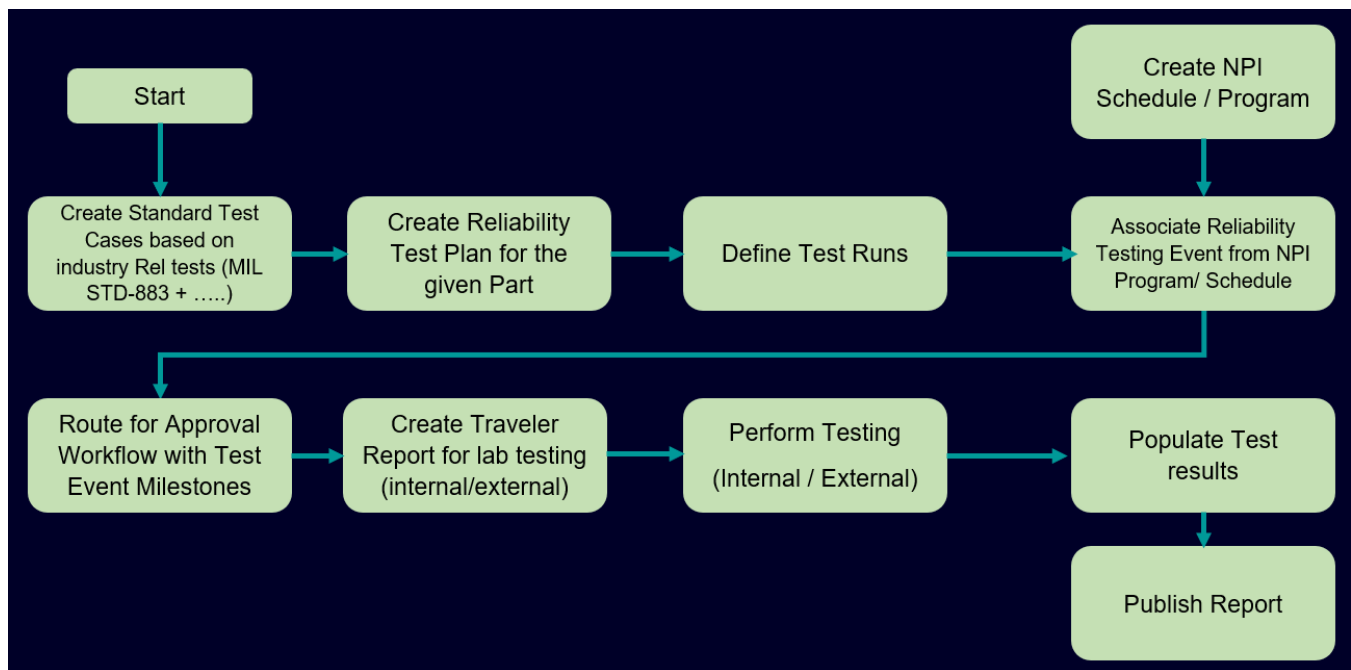 Start
Create NPI
Schedule / Program
Create Standard Test
Cases based on
industry Rel tests (MIL
STD-883 + …..)
Create Reliability
Test Plan for the
given Part
Define Test Runs
Associate Reliability
Testing Event from NPI
Program/ Schedule
Route for Approval
Workflow with Test
Event Milestones
Create Traveler
Report for lab testing
(internal/external)
Perform Testing
(Internal / External)
Populate Test
results
Publish Report